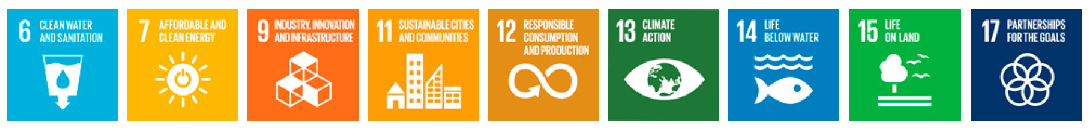 6 CLEAN WATER
AND SANITATION
7 AFFORDABLE AND
CLEAN ENERGY
9 INDUSTRY, INNOVATION
AND INFRASTRUCTURE
11 SUSTAINABLE CITIES
AND COMMUNITIES
12 RESPONSIBLE
CONSUMPTION
AND PRODUCTION
13 CLIMATE
ACTION
14 LIFE
BELOW WATER
15 LIFE
ON LAND
17 PARTNERSHIPS
FOR THE GOALS